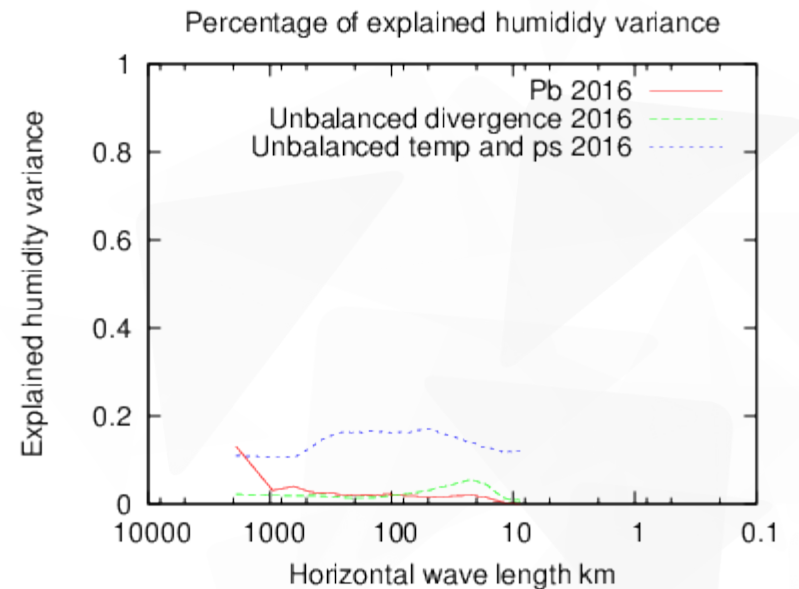 Percentage of explained humididy variance
Pb 2016
Unbalanced divergence 2016
Unbalanced temp and ps 2016
Explained humidity variance
1
0.8
0.6
0.4
0.2
0
10000 1000 100 10 1 0.1
Horizontal wave length km